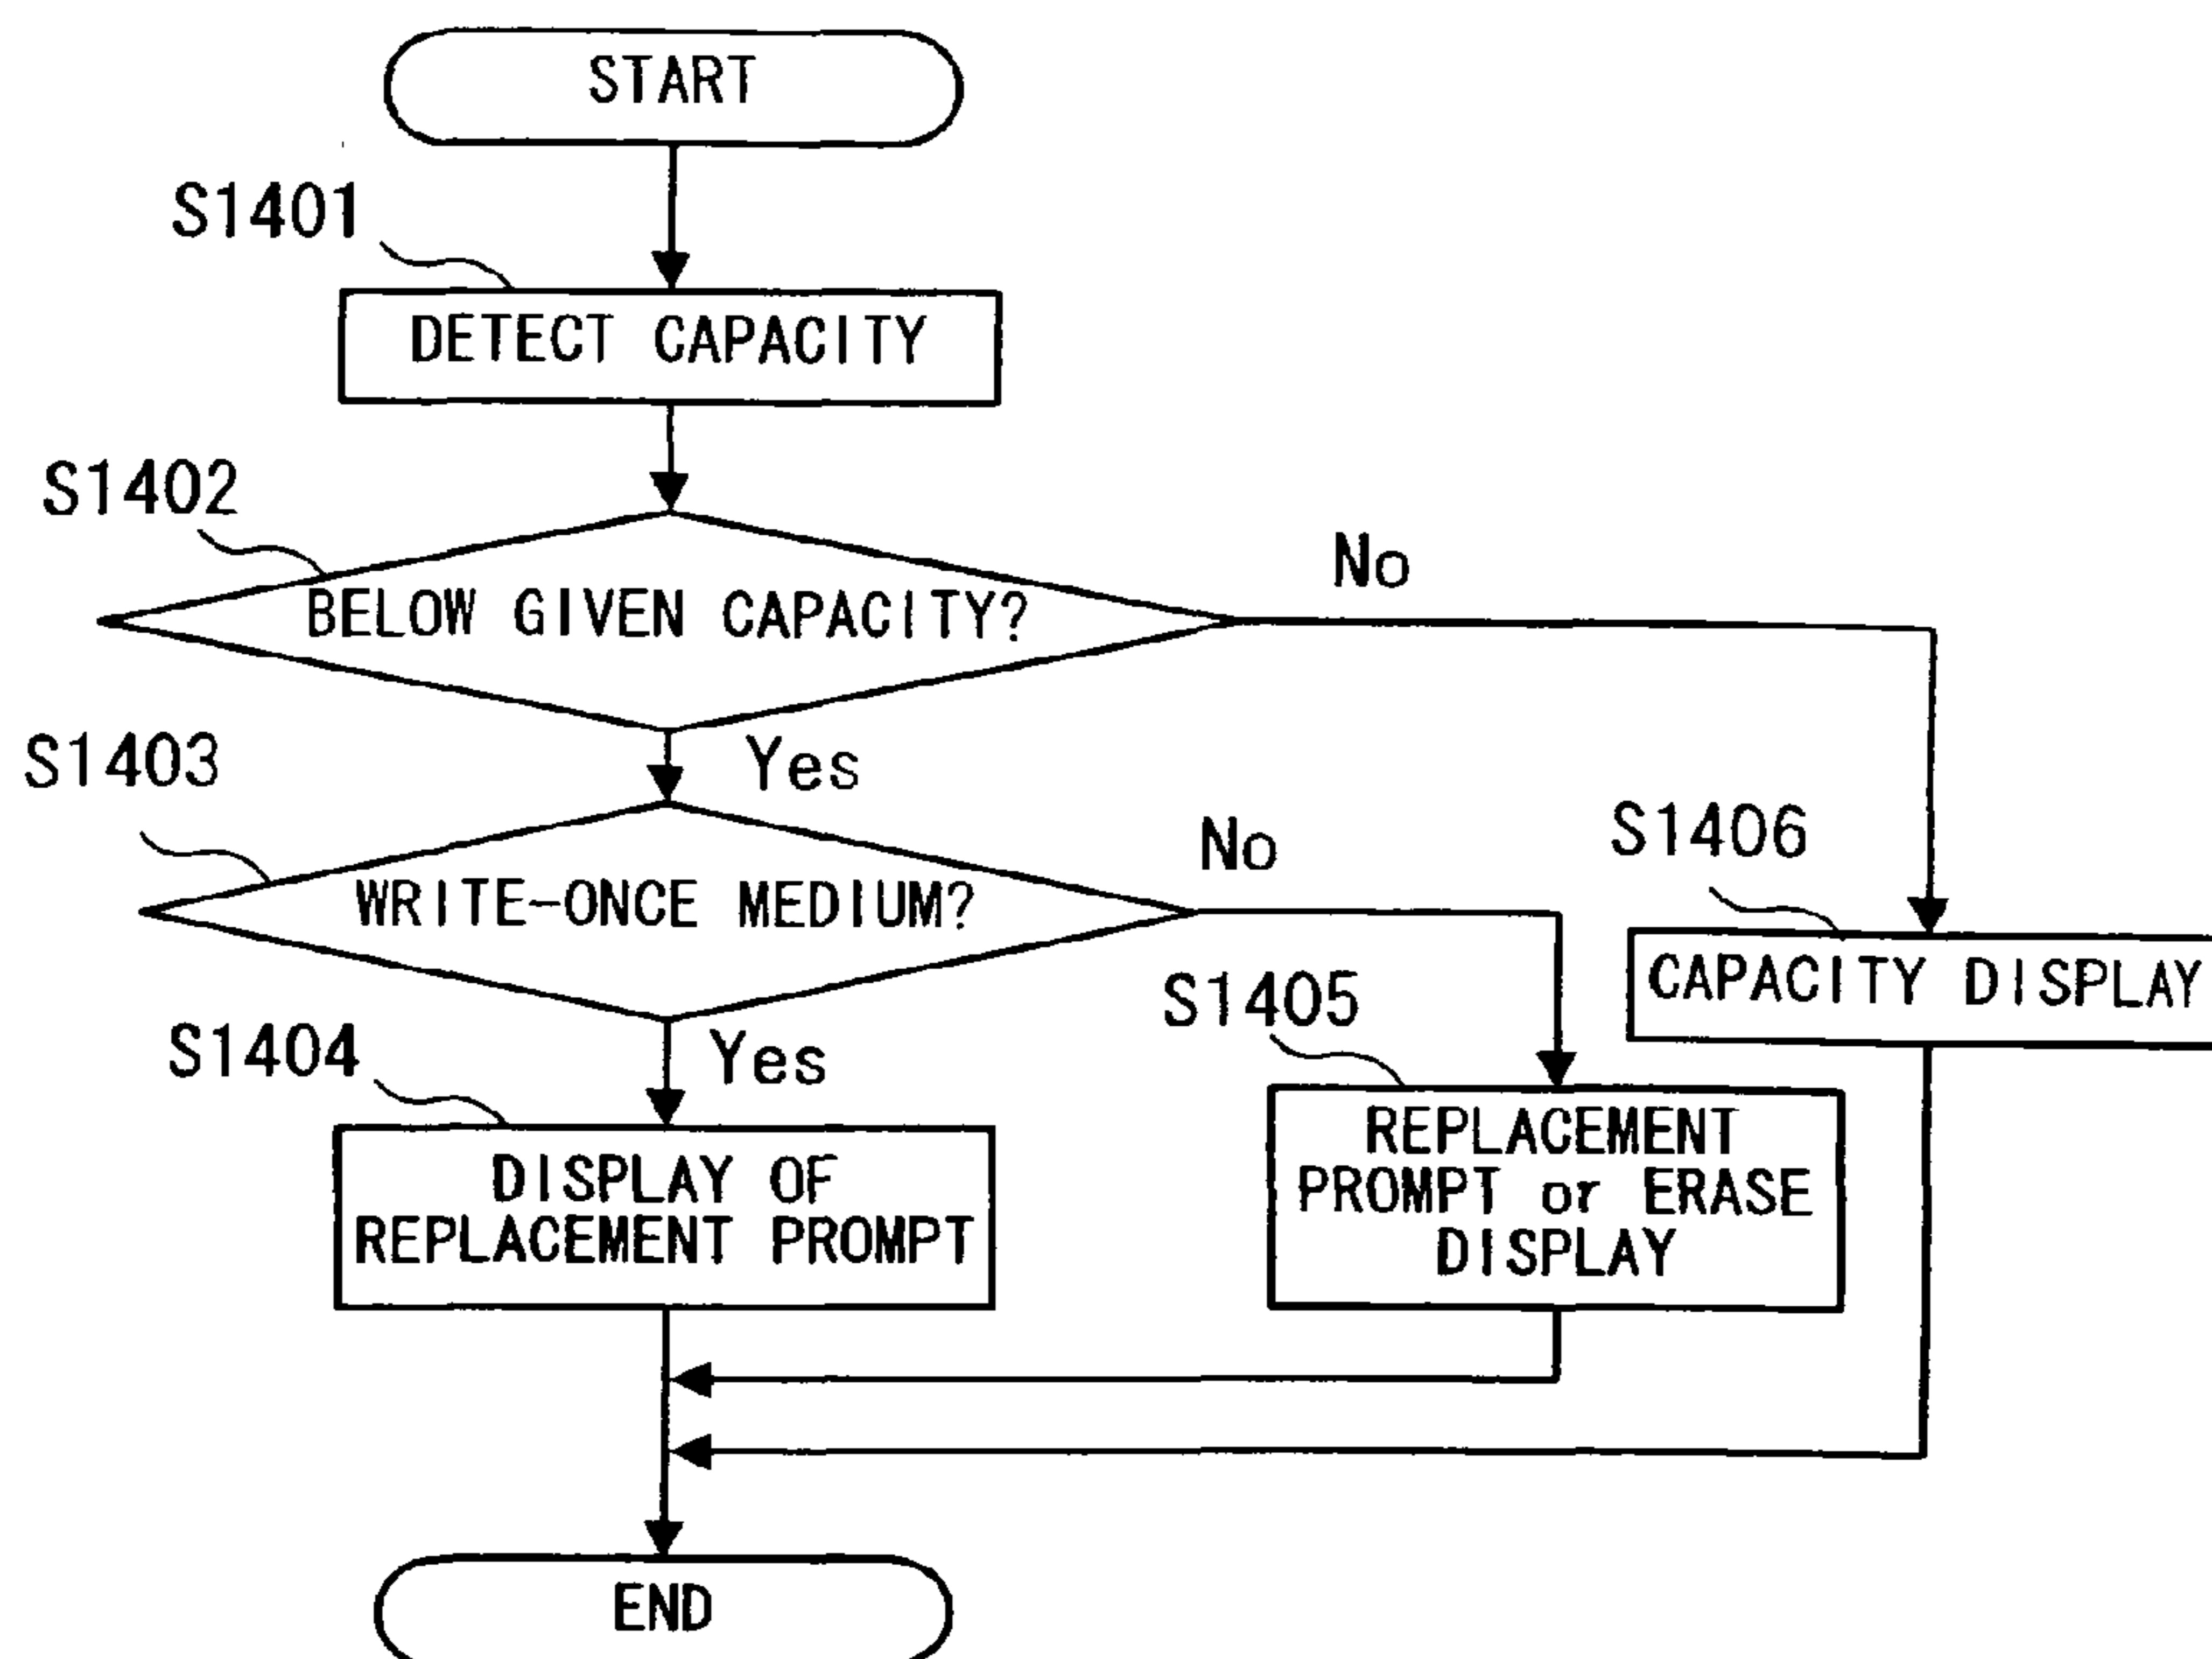 START
S1401
DETECT CAPACITY
S1402
BELOW GIVEN CAPACITY?
No
Yes
S1403
WRITE-ONCE MEDIUM?
No
Yes
S1406
CAPACITY DISPLAY
S1404
DISPLAY OF
REPLACEMENT PROMPT
S1405
REPLACEMENT
PROMPT or ERASE
DISPLAY
END